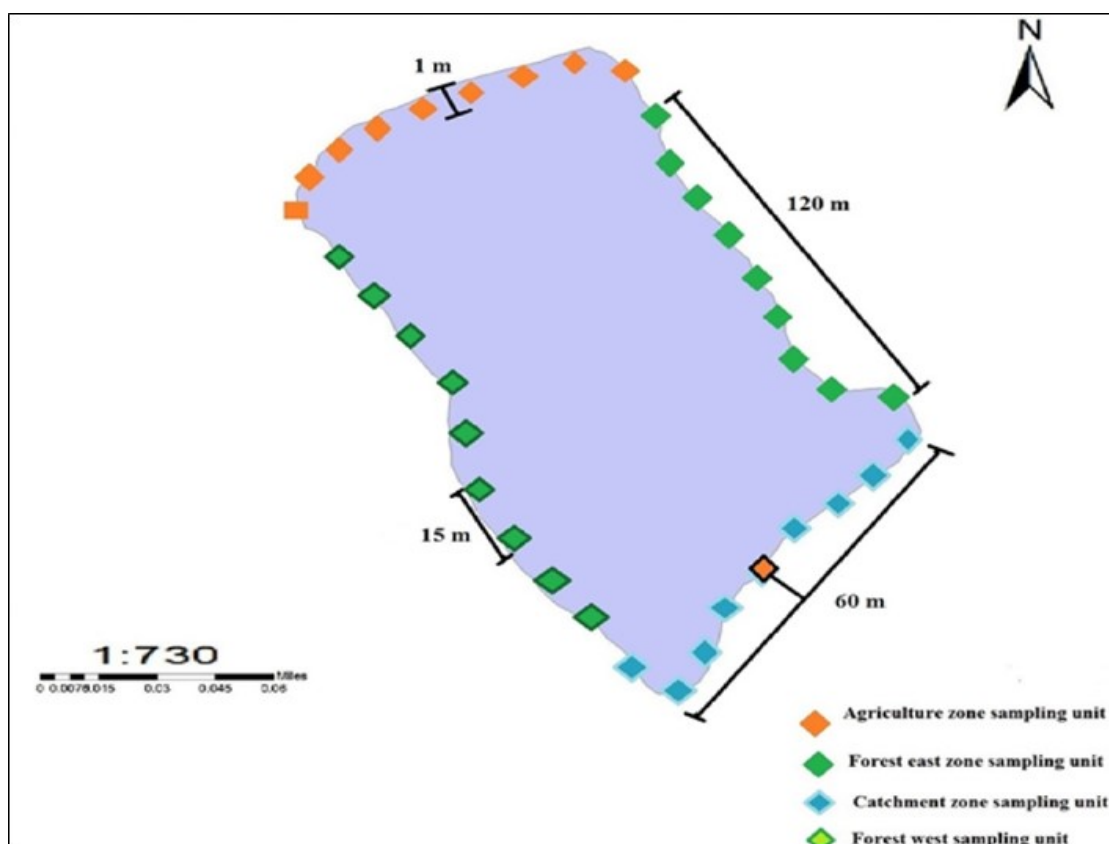 N
1 m
120 m
15 m
60 m
1:730
Miles
0 0.0075 0.015 0.03 0.045 0.06
Agriculture zone sampling unit
Forest east zone sampling unit
Catchment zone sampling unit
Forest west sampling unit